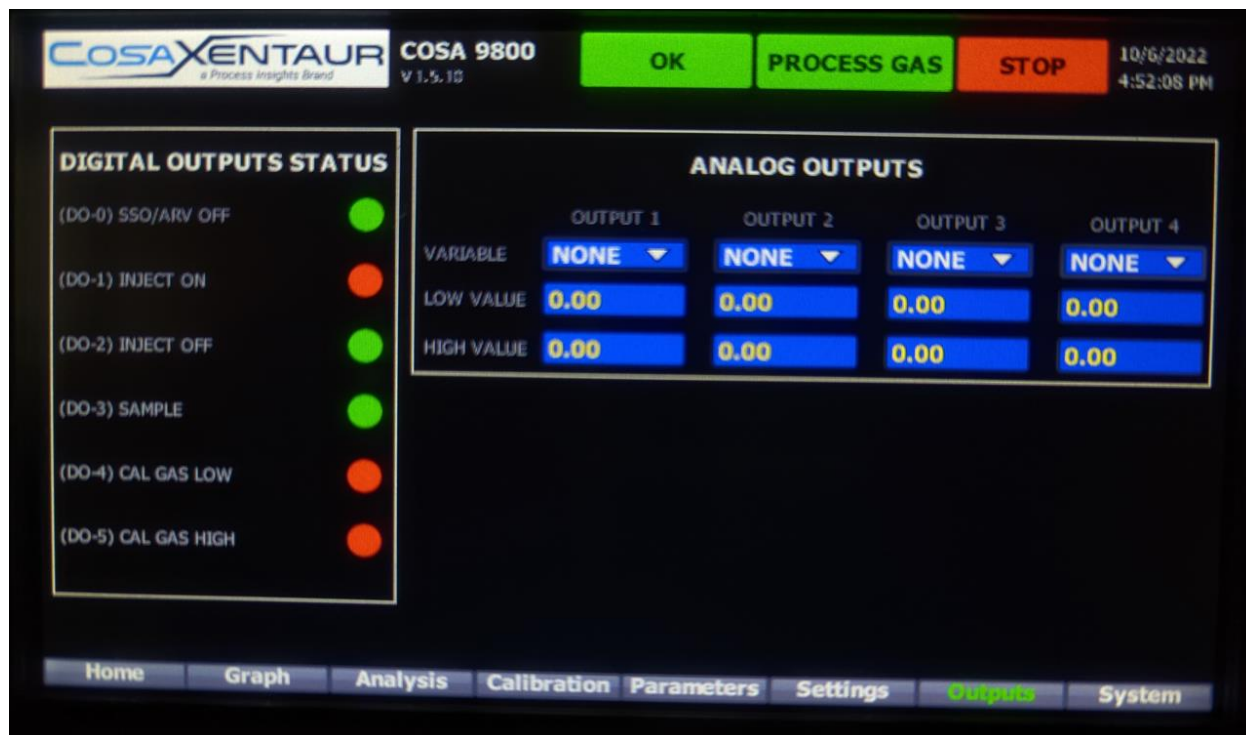 COSAXENTAUR
a Process Insights Brand
COSA 9800
V 1.5.18
OK
PROCESS GAS
STOP
10/6/2022
4:52:08 PM
DIGITAL OUTPUTS STATUS
(DO-0) SSO/ARV OFF
(DO-1) INJECT ON
(DO-2) INJECT OFF
(DO-3) SAMPLE
(DO-4) CAL GAS LOW
(DO-5) CAL GAS HIGH
ANALOG OUTPUTS
OUTPUT 1 OUTPUT 2 OUTPUT 3 OUTPUT 4
VARIABLE NONE NONE NONE NONE
LOW VALUE 0.00 0.00 0.00 0.00
HIGH VALUE 0.00 0.00 0.00 0.00
Home Graph Analysis Calibration Parameters Settings Outputs System